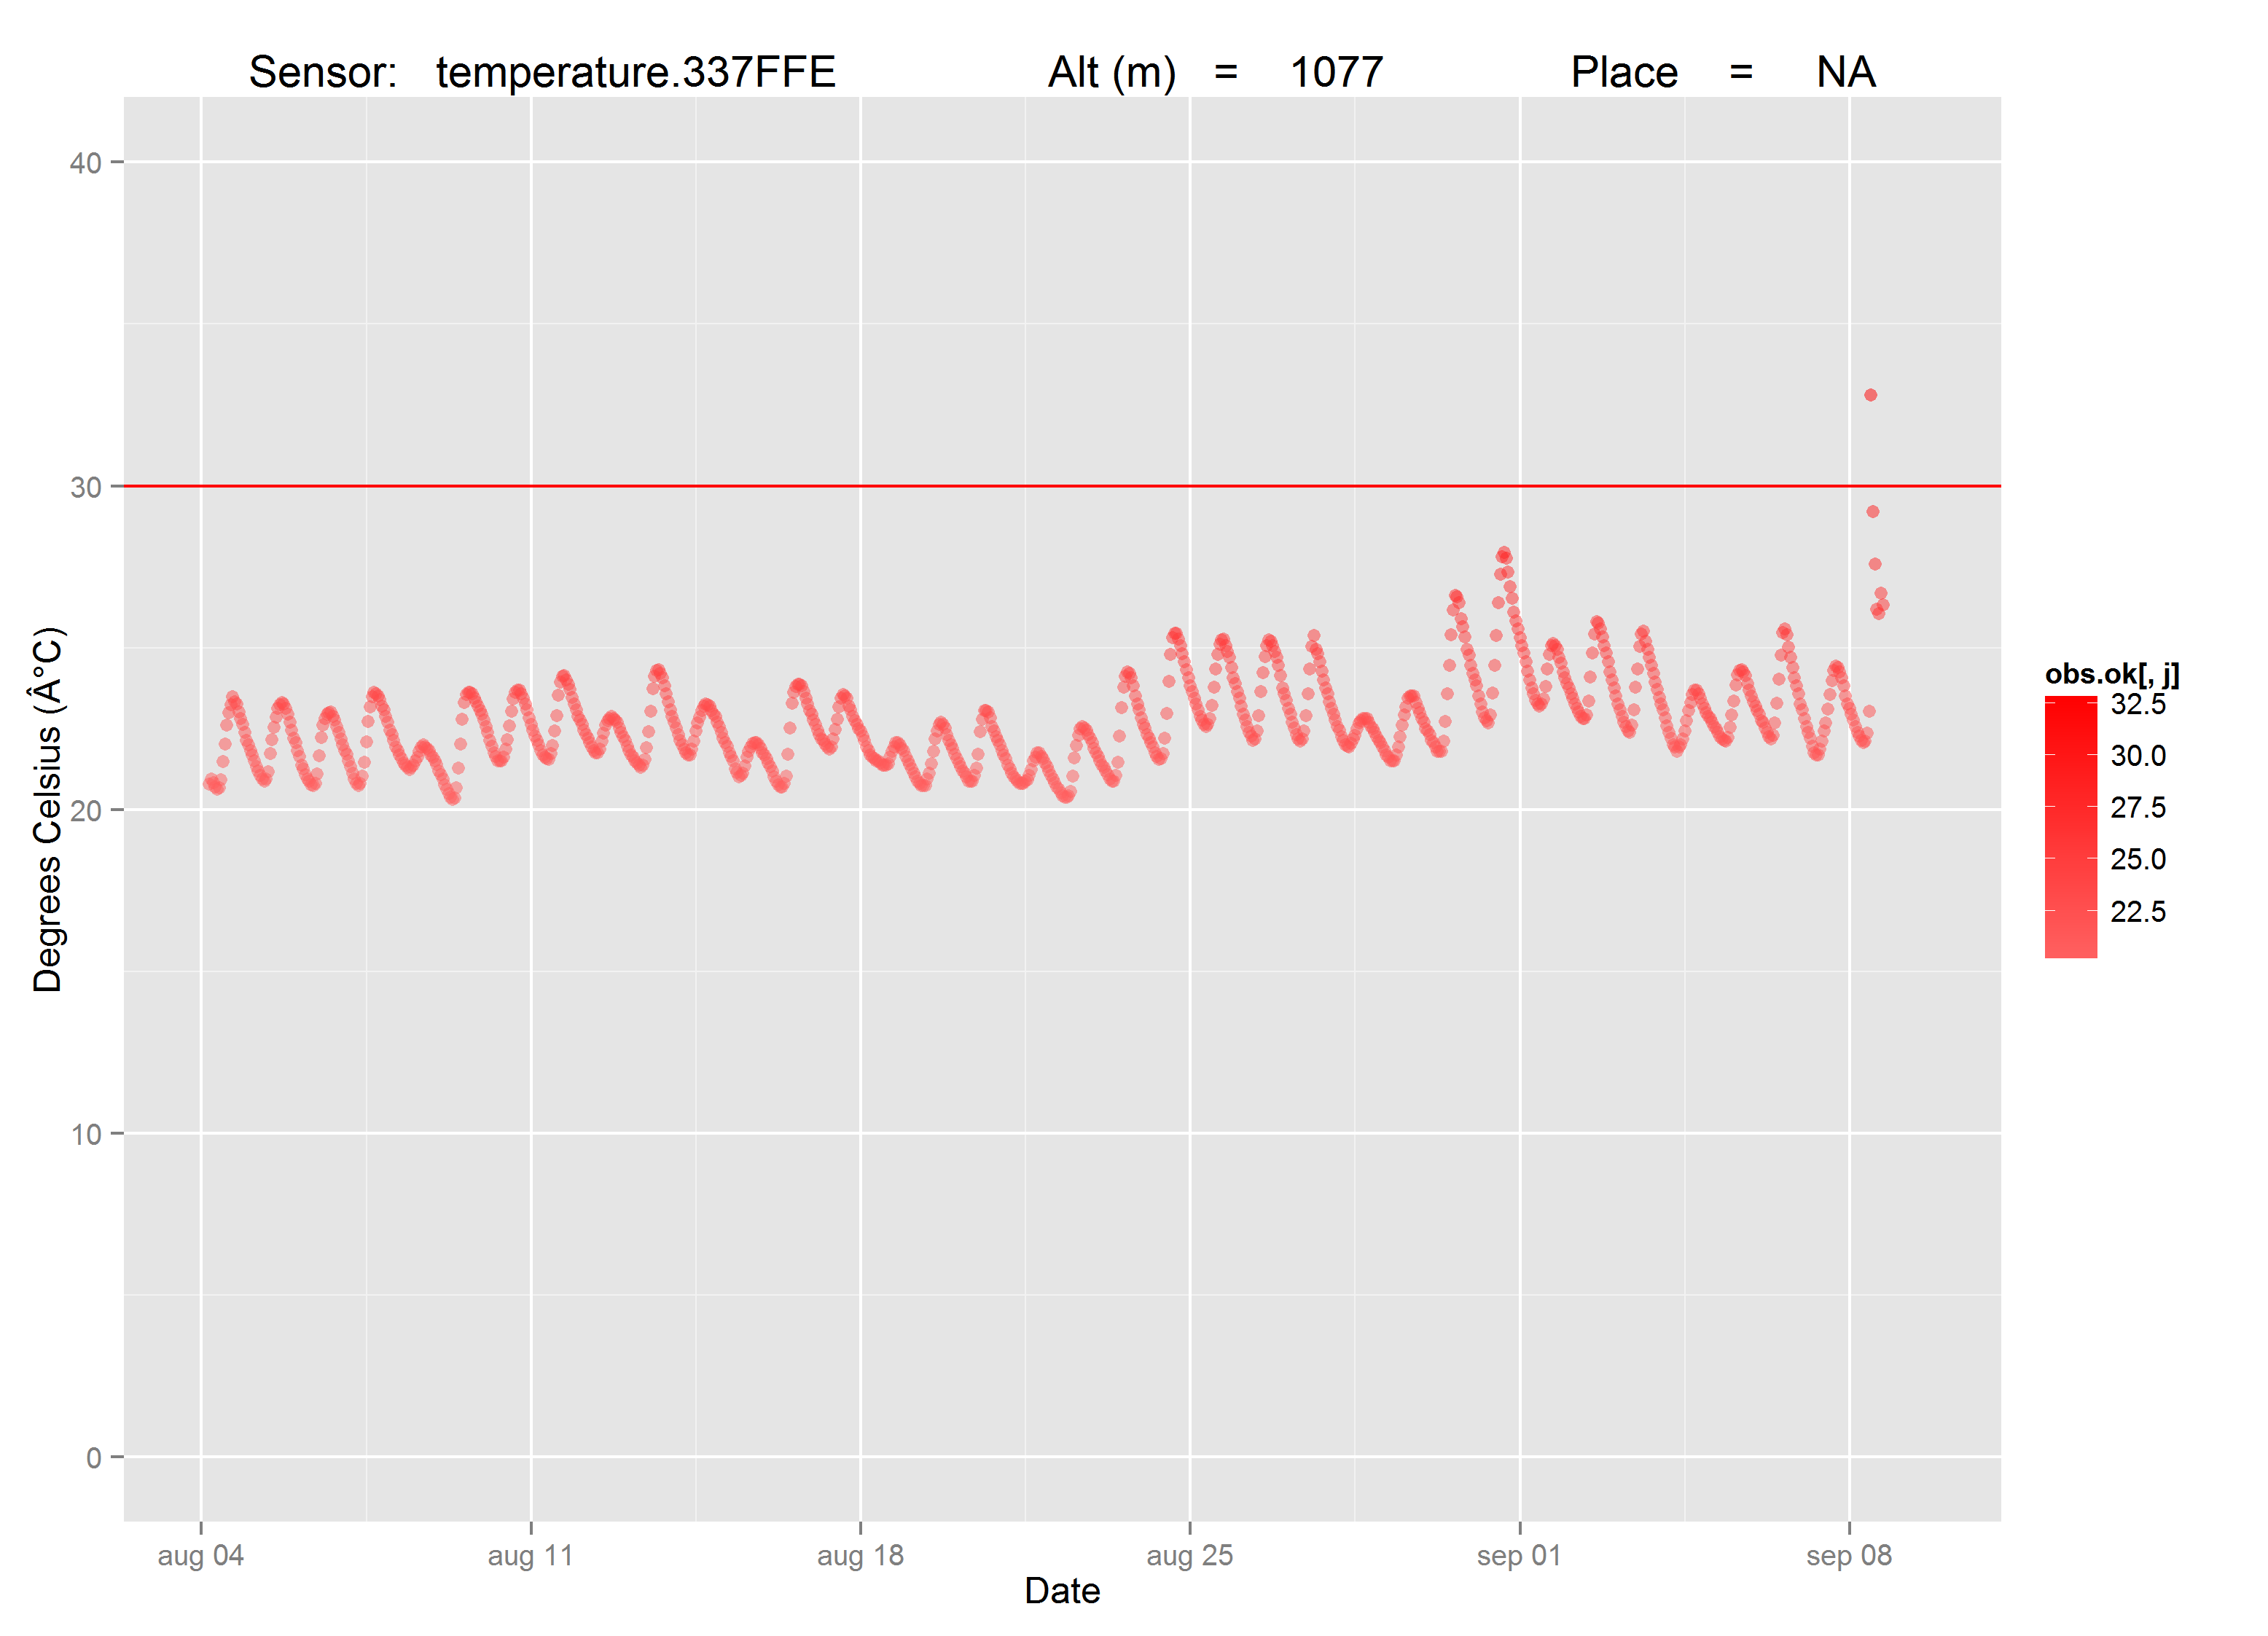 Sensor: temperature.337FFE Alt (m) = 1077 Place = NA
40
30
20
10
0
Degrees Celsius (Â°C)
aug 04 aug 11 aug 18 aug 25 sep 01 sep 08
Date
obs.ok[, j]
32.5
30.0
27.5
25.0
22.5